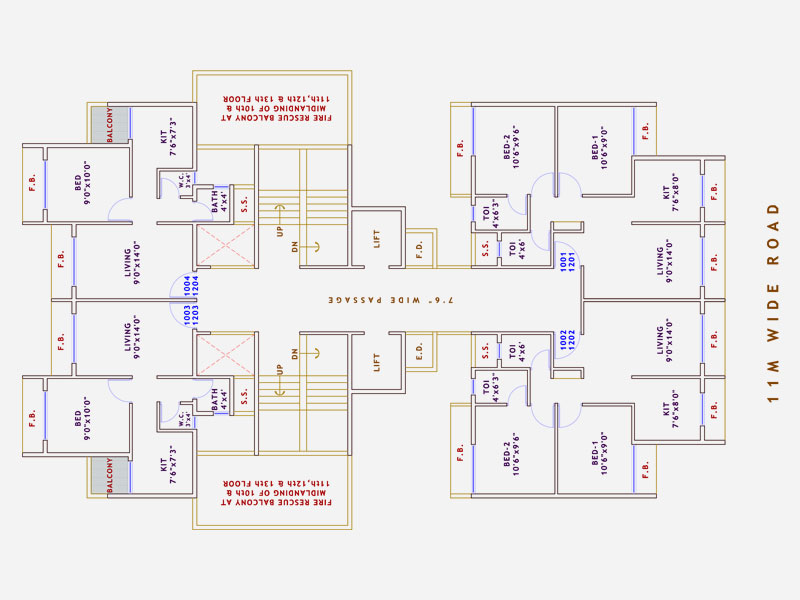 FIRE RESCUE BALCONY AT
MIDLANDING OF 10th &
11th,12th & 13th FLOOR
BALCONY
KIT
7'6"x7'3"
W.C.
3'x4'
BATH
4'x4'
S.S.
F.B.
BED
9'0"x10'0"
F.B.
LIVING
9'0"x14'0"
1004
1204
UP
DN
LIFT
F.D.
F.B.
BED-2
10'6"x9'6"
BED-1
10'6"x9'0"
F.B.
TOI
4'x6'3"
S.S.
TOI
4'x6'
KIT
7'6"x8'0"
F.B.
LIVING
9'0"x14'0"
F.B.
1001
1201
7'6" WIDE PASSAGE
11M WIDE ROAD
1003
1203
F.B.
LIVING
9'0"x14'0"
F.B.
BED
9'0"x10'0"
W.C.
3'x4'
BATH
4'x4'
S.S.
BALCONY
KIT
7'6"x7'3"
DN
UP
LIFT
E.D.
1002
1202
S.S.
TOI
4'x6'
TOI
4'x6'3"
LIVING
9'0"x14'0"
F.B.
KIT
7'6"x8'0"
F.B.
F.B.
BED-2
10'6"x9'6"
BED-1
10'6"x9'0"
F.B.
FIRE RESCUE BALCONY AT
MIDLANDING OF 10th &
11th,12th & 13th FLOOR